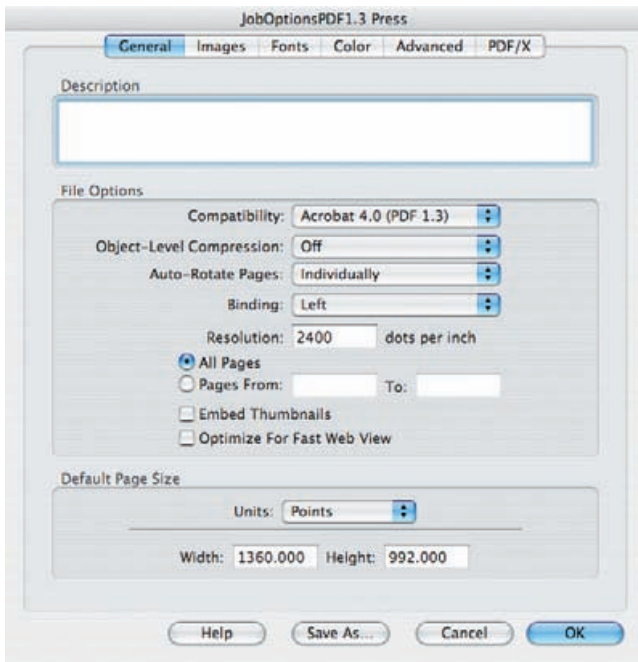 JobOptionsPDF1.3 Press
General Images Fonts Color Advanced PDF/X
Description
File Options
Compatibility: Acrobat 4.0 (PDF 1.3)
Object-Level Compression: Off
Auto-Rotate Pages: Individually
Binding: Left
Resolution: 2400 dots per inch
All Pages
Pages From: To:
Embed Thumbnails
Optimize For Fast Web View
Default Page Size
Units: Points
Width: 1360.000 Height: 992.000
Help Save As... Cancel OK